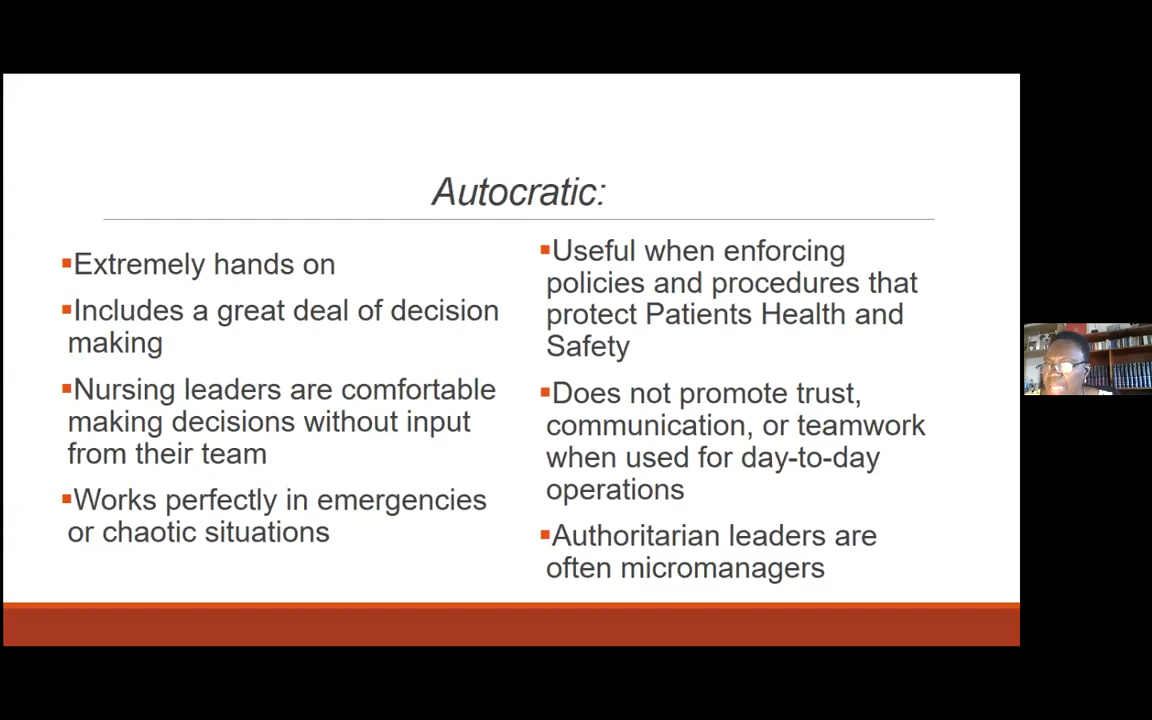 Autocratic:
▪Extremely hands on
▪Includes a great deal of decision
making
▪Nursing leaders are comfortable
making decisions without input
from their team
▪Works perfectly in emergencies
or chaotic situations
▪Useful when enforcing
policies and procedures that
protect Patients Health and
Safety
▪Does not promote trust,
communication, or teamwork
when used for day-to-day
operations
▪Authoritarian leaders are
often micromanagers